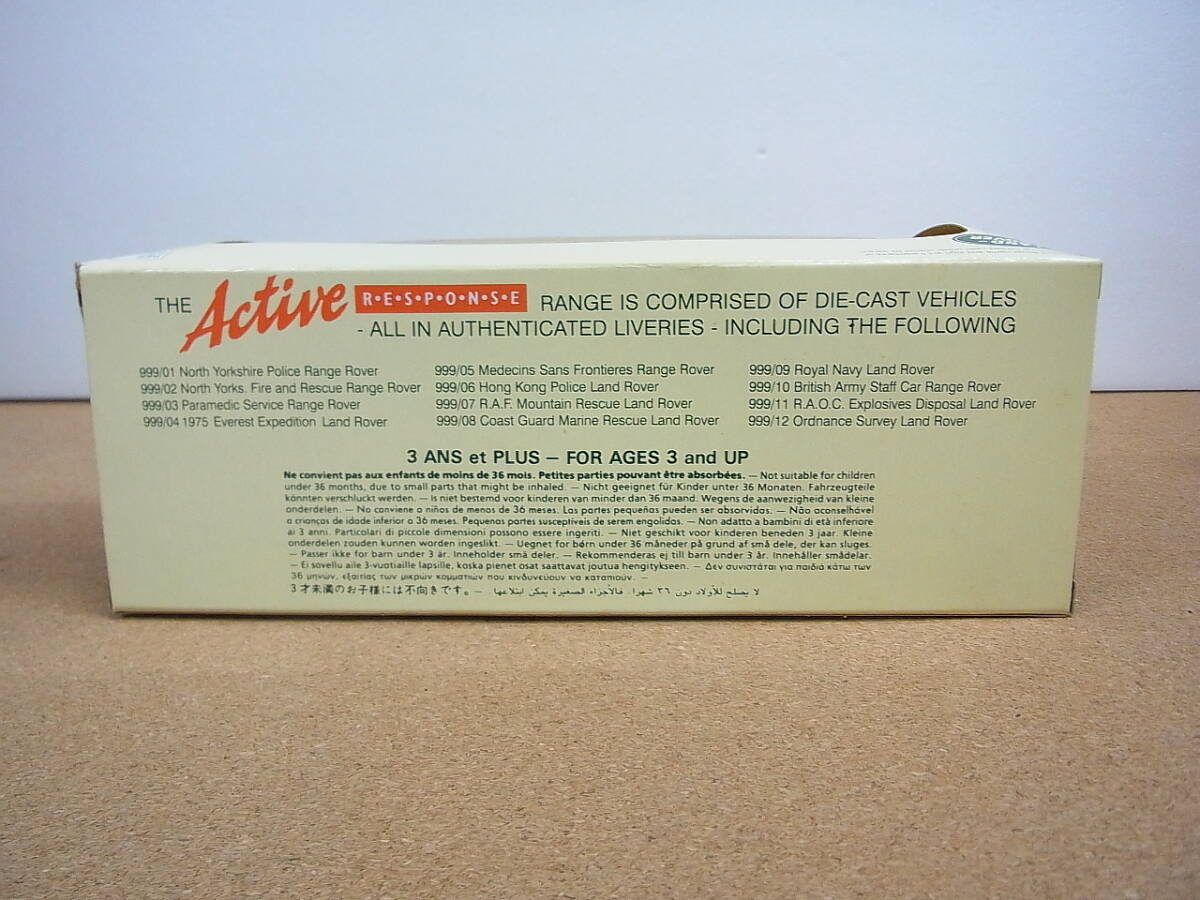 THE Active R•E•S•P•O•N•S•E RANGE IS COMPRISED OF DIE-CAST VEHICLES
- ALL IN AUTHENTICATED LIVERIES - INCLUDING THE FOLLOWING
999/01 North Yorkshire Police Range Rover
999/02 North Yorks. Fire and Rescue Range Rover
999/03 Paramedic Service Range Rover
999/04 1975 Everest Expedition Land Rover
999/05 Medecins Sans Frontieres Range Rover
999/06 Hong Kong Police Land Rover
999/07 R.A.F. Mountain Rescue Land Rover
999/08 Coast Guard Marine Rescue Land Rover
999/09 Royal Navy Land Rover
999/10 British Army Staff Car Range Rover
999/11 R.A.O.C. Explosives Disposal Land Rover
999/12 Ordnance Survey Land Rover
3 ANS et PLUS – FOR AGES 3 and UP
Ne convient pas aux enfants de moins de 36 mois. Petites parties pouvant être absorbées. — Not suitable for children
under 36 months, due to small parts that might be inhaled. — Nicht geeignet für Kinder unter 36 Monaten. Fahrzeugteile
könnten verschluckt werden. — Is niet bestemd voor kinderen van minder dan 36 maand. Wegens de aanwezigheid van kleine
onderdelen. — No conviene a niños de menos de 36 meses. Las partes pequeñas pueden ser absorvidas. — Não aconselhável
a crianças de idade inferior a 36 meses. Pequenas partes susceptíveis de serem engolidas. — Non adatto a bambini di età inferiore
ai 3 anni. Particolari di piccole dimensioni possono essere ingeriti. — Niet geschikt voor kinderen beneden 3 jaar. Kleine
onderdelen zouden kunnen worden ingeslikt. — Uegnet for børn under 36 måneder på grund af små dele, der kan sluges.
— Passer ikke for barn under 3 år. Inneholder små deler. — Rekommenderas ej till barn under 3 år. Innehåller smådelar.
— Ei sovellu alle 3-vuotiaille lapsille, koska pienet osat saattavat joutua hengitykseen. — Δεν συνιστάται για παιδιά κάτω των
36 μηνών, εξαιτίας των μικρών κομματιών που κινδυνεύουν να καταπιούν. —
3才未満のお子様には不向きです。— لا يصلح للأولاد دون ٣٦ شهرا. فالأجزاء الصغيرة يمكن ابتلاعها.